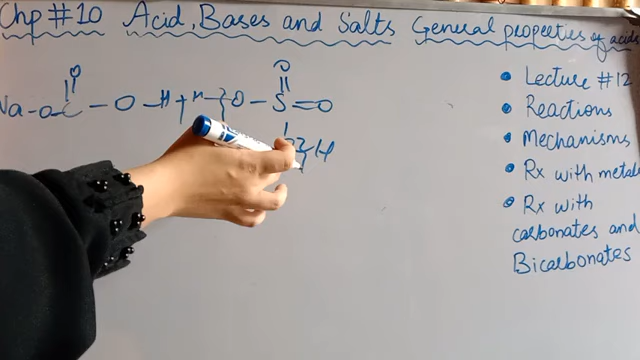 Chp #10 Acid, Bases and Salts General properties of acids
• Lecture #12
• Reactions
• Mechanisms
• Rx with metals
• Rx with
carbonates and
Bicarbonates
O O
Na-O-C-O-H + H-O-S=O